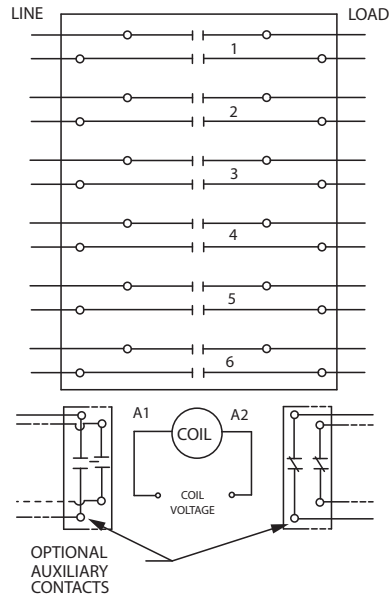 LINE
LOAD
1
2
3
4
5
6
A1
A2
COIL
COIL
VOLTAGE
OPTIONAL
AUXILIARY
CONTACTS